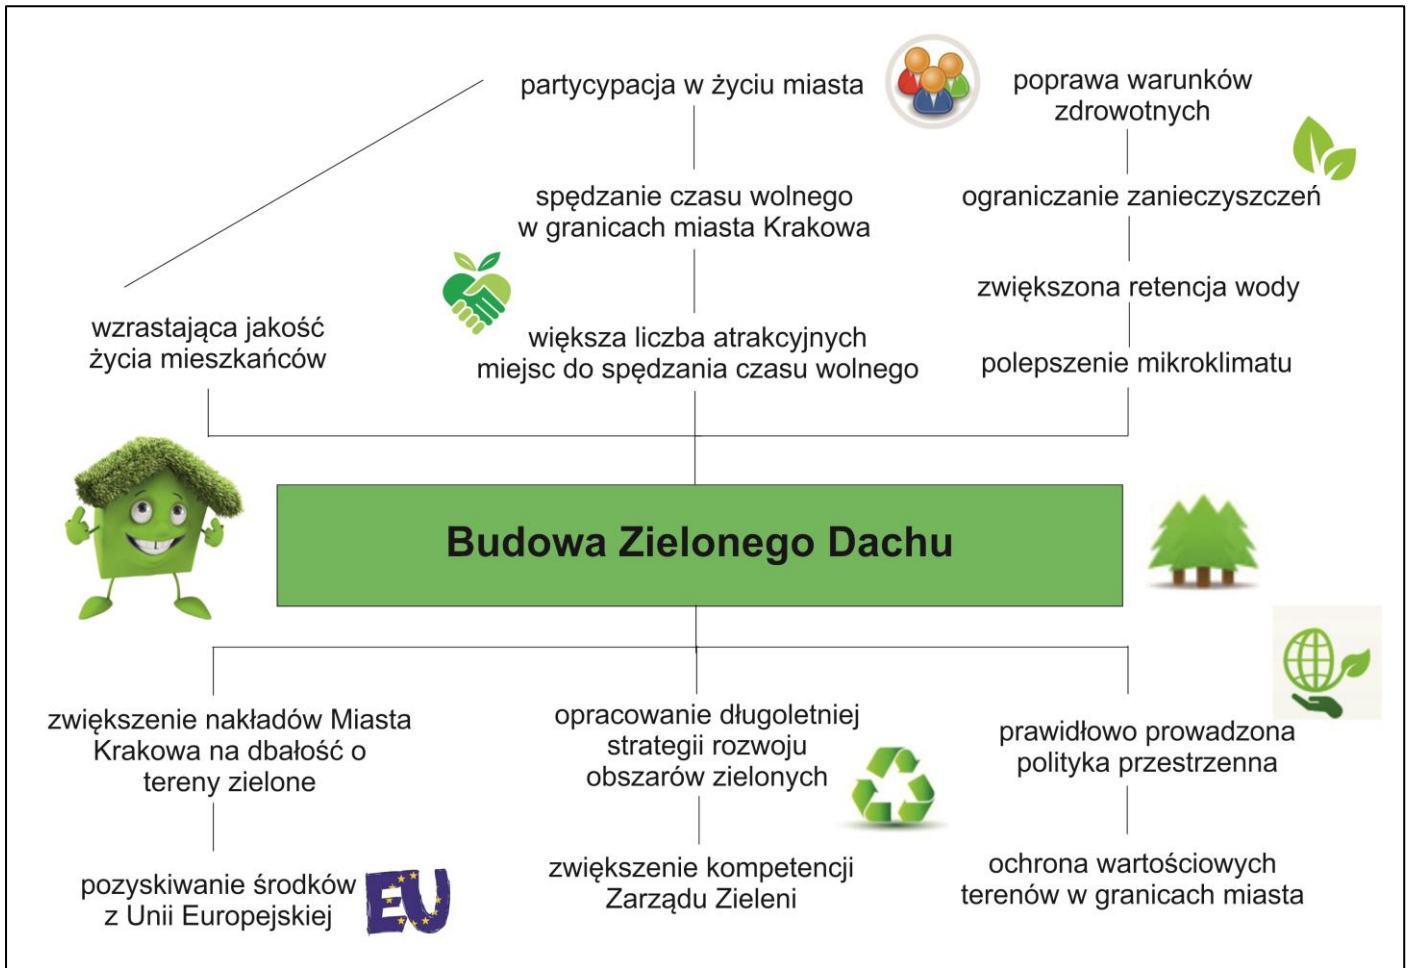 partycypacja w życiu miasta
poprawa warunków
zdrowotnych
spędzanie czasu wolnego
w granicach miasta Krakowa
ograniczanie zanieczyszczeń
zwiększona retencja wody
wzrastająca jakość
życia mieszkańców
większa liczba atrakcyjnych
miejsc do spędzania czasu wolnego
polepszenie mikroklimatu
Budowa Zielonego Dachu
zwiększenie nakładów Miasta
Krakowa na dbałość o
tereny zielone
opracowanie długoletniej
strategii rozwoju
obszarów zielonych
prawidłowo prowadzona
polityka przestrzenna
pozyskiwanie środków
z Unii Europejskiej
EU
zwiększenie kompetencji
Zarządu Zieleni
ochrona wartościowych
terenów w granicach miasta